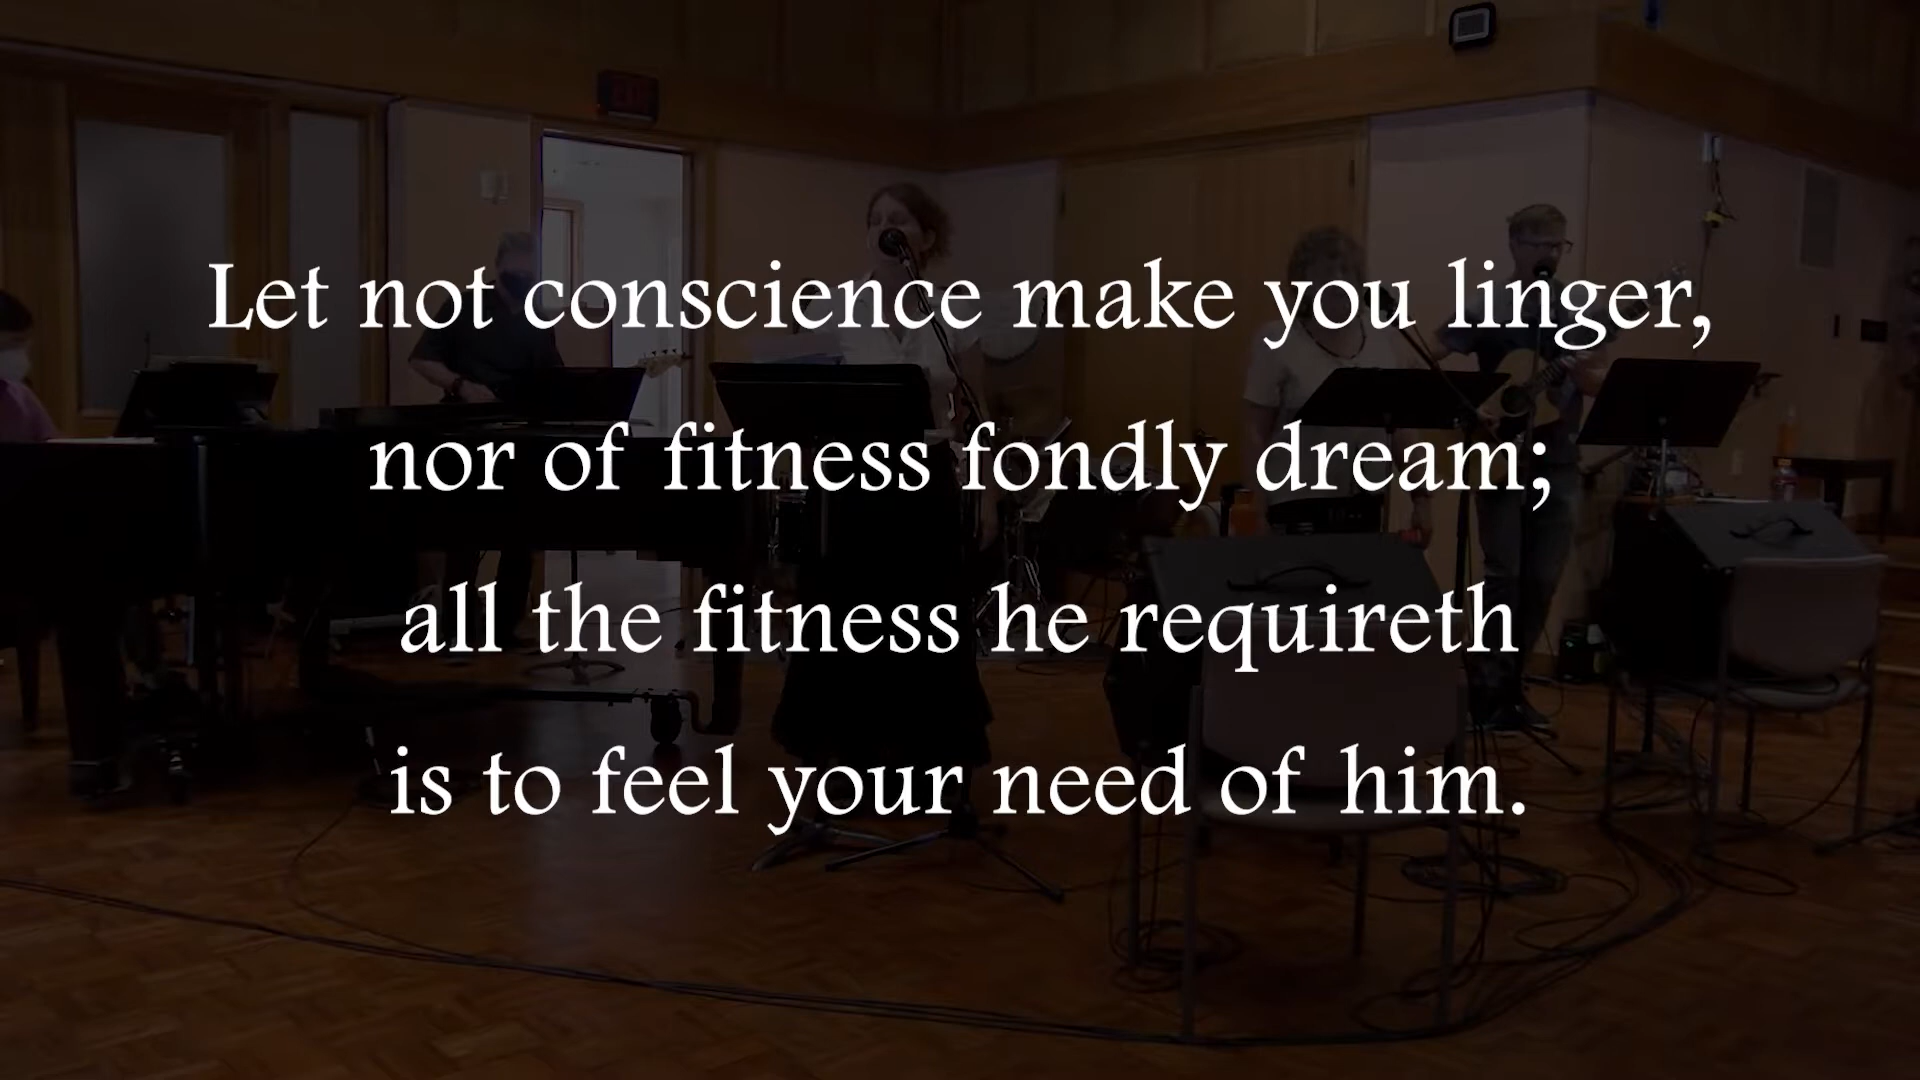 Let not conscience make you linger,
nor of fitness fondly dream;
all the fitness he requireth
is to feel your need of him.